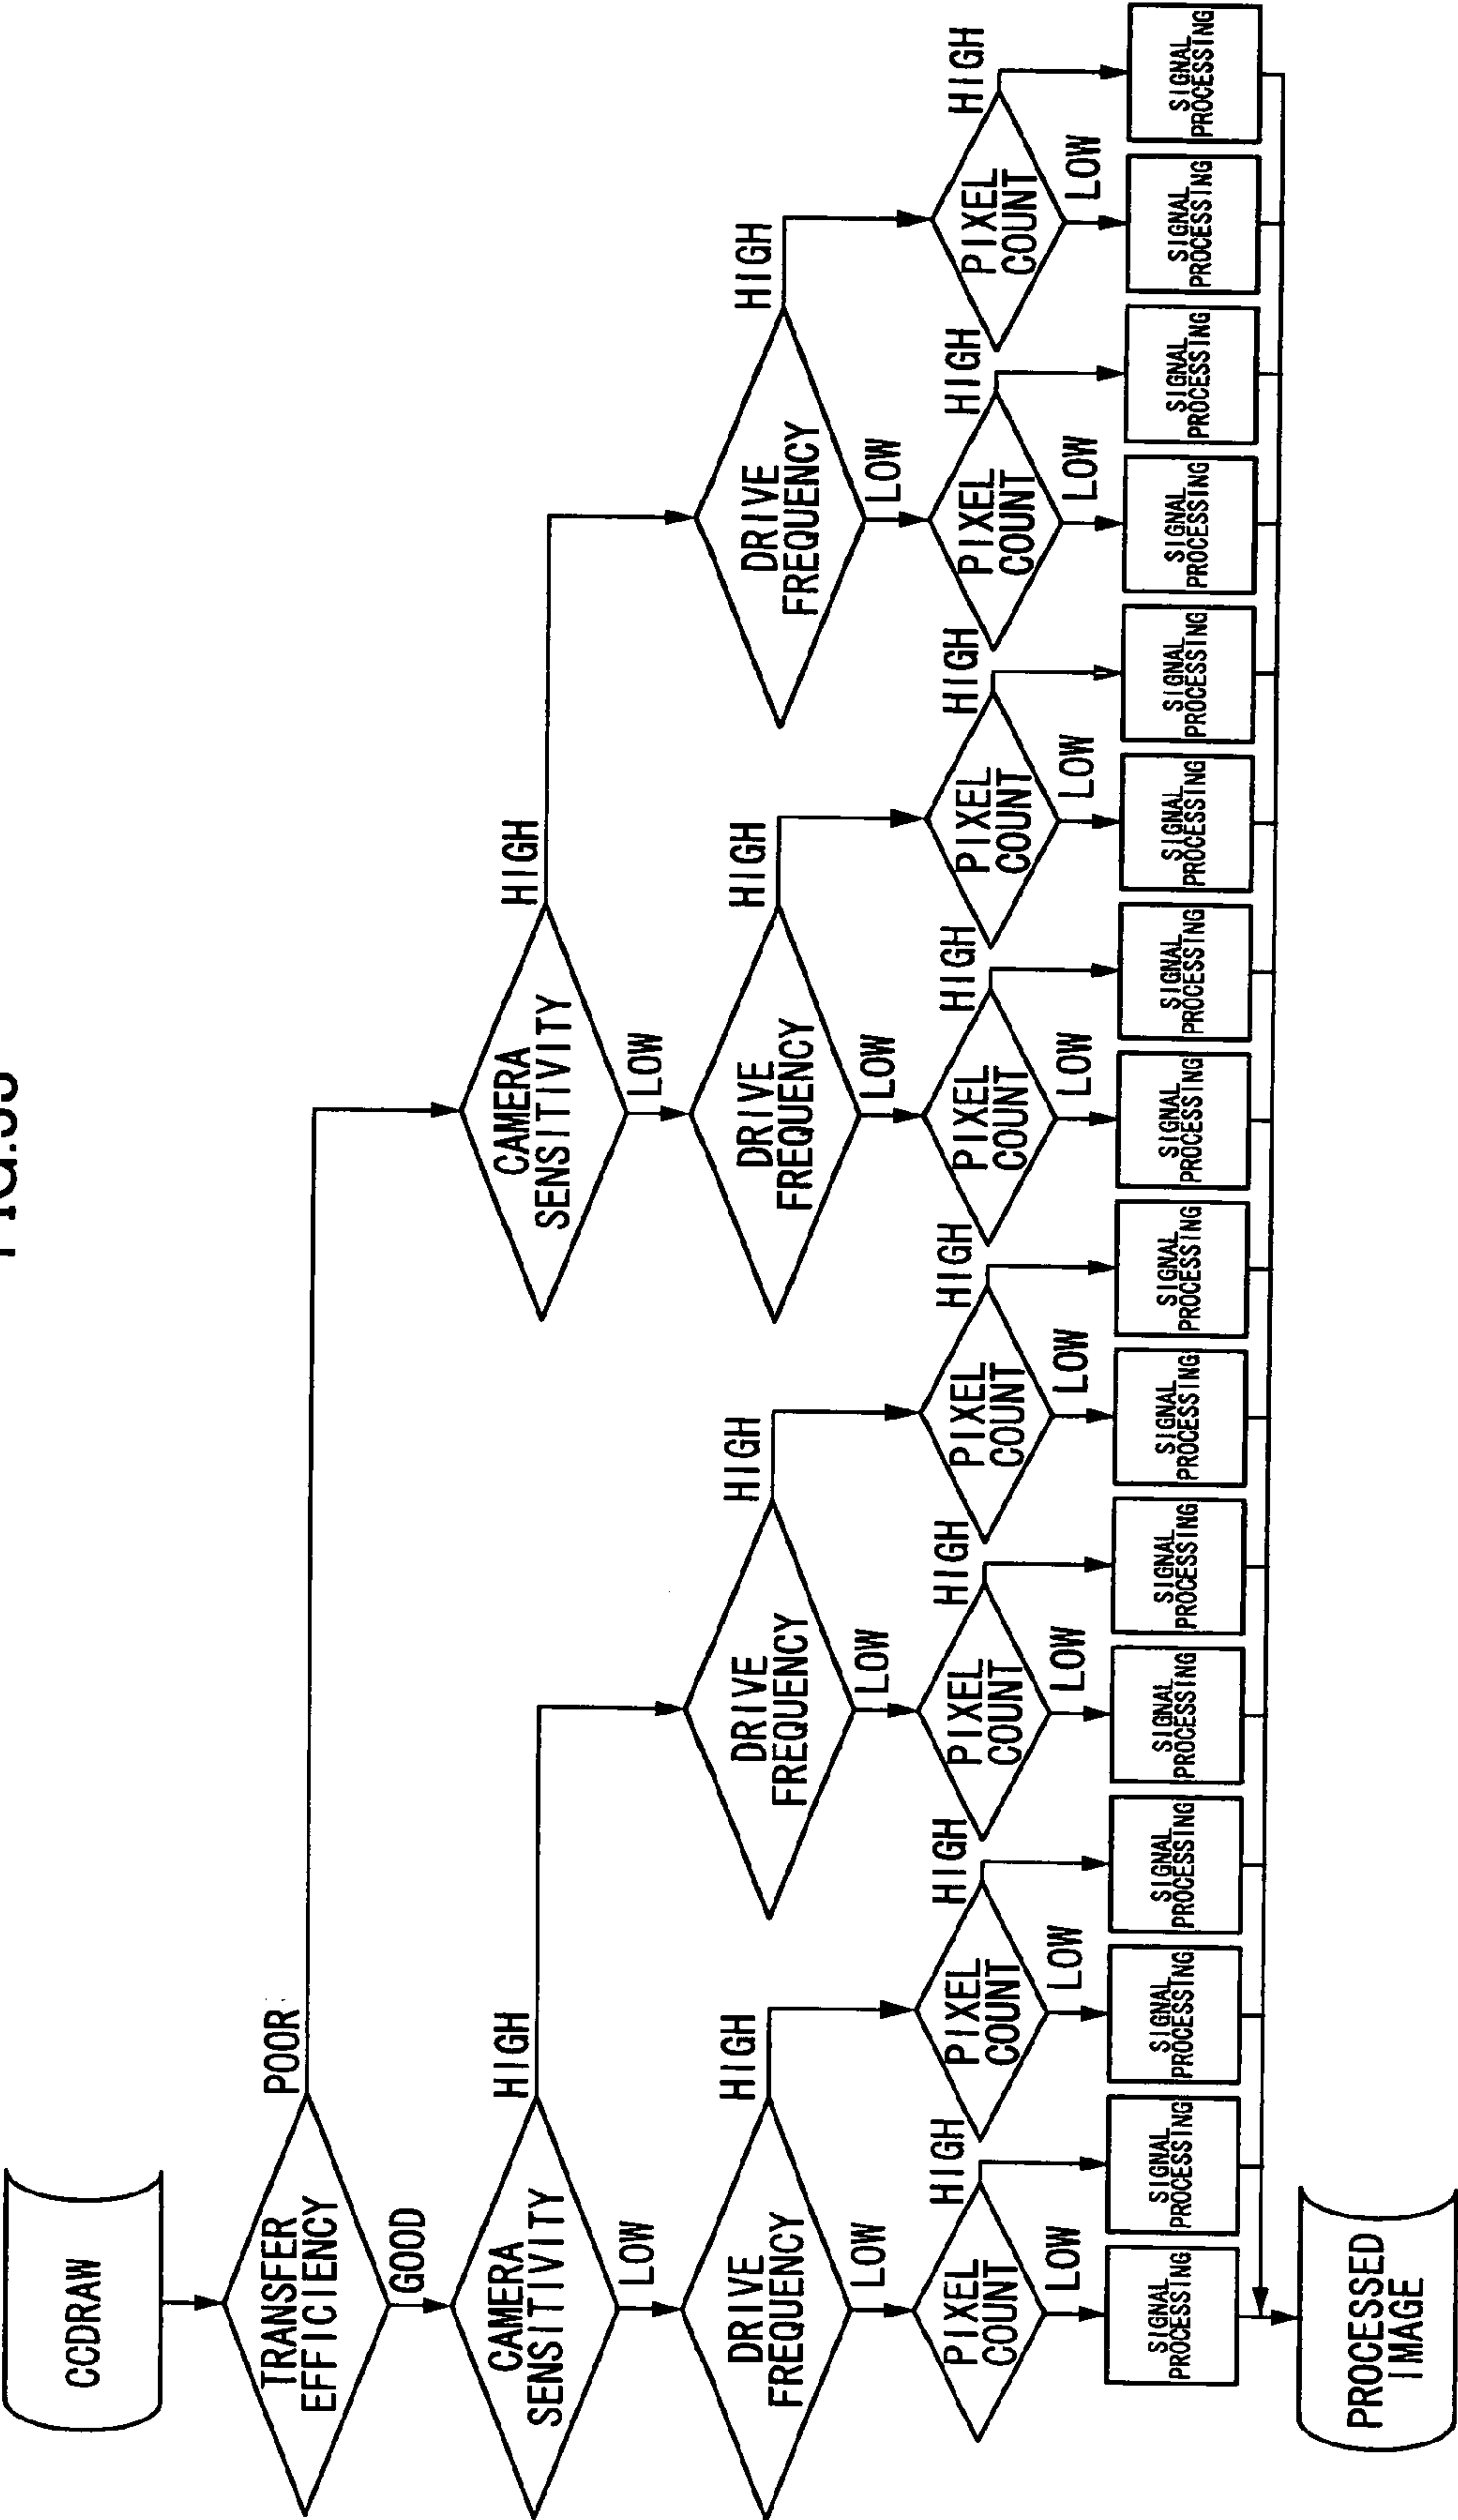 CCDRAW
TRANSFER
EFFICIENCY
POOR
GOOD
CAMERA
SENSITIVITY
HIGH
LOW
CAMERA
SENSITIVITY
HIGH
LOW
DRIVE
FREQUENCY
HIGH
LOW
DRIVE
FREQUENCY
HIGH
LOW
DRIVE
FREQUENCY
HIGH
LOW
DRIVE
FREQUENCY
HIGH
LOW
PIXEL
COUNT
HIGH
LOW
PIXEL
COUNT
HIGH
LOW
PIXEL
COUNT
HIGH
LOW
PIXEL
COUNT
HIGH
LOW
PIXEL
COUNT
HIGH
LOW
PIXEL
COUNT
HIGH
LOW
PIXEL
COUNT
HIGH
LOW
PIXEL
COUNT
HIGH
LOW
SIGNAL
PROCESSING
SIGNAL
PROCESSING
SIGNAL
PROCESSING
SIGNAL
PROCESSING
SIGNAL
PROCESSING
SIGNAL
PROCESSING
SIGNAL
PROCESSING
SIGNAL
PROCESSING
SIGNAL
PROCESSING
SIGNAL
PROCESSING
SIGNAL
PROCESSING
SIGNAL
PROCESSING
SIGNAL
PROCESSING
SIGNAL
PROCESSING
SIGNAL
PROCESSING
SIGNAL
PROCESSING
PROCESSED
IMAGE